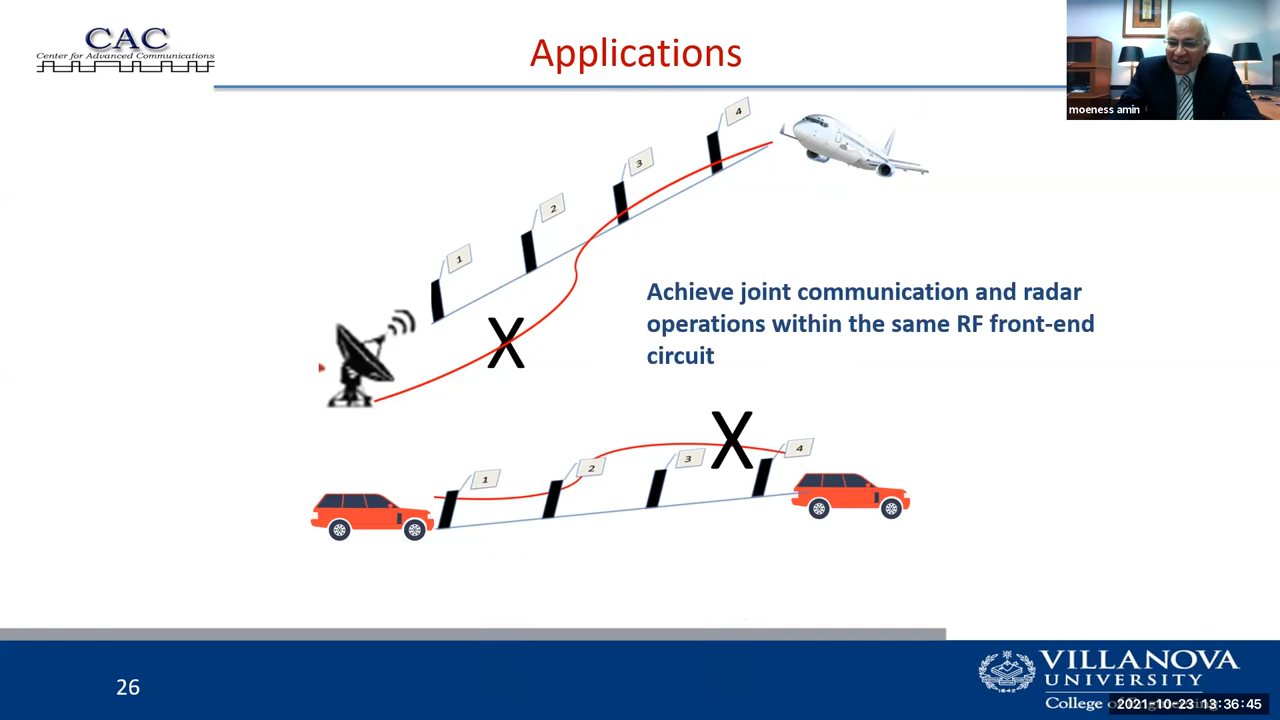 CAC
Center for Advanced Communications
Applications
moeness amin
4
3
2
1
X
Achieve joint communication and radar
operations within the same RF front-end
circuit
X
1
2
3
4
26
VILLANOVA
UNIVERSITY
College of Engineering
2021-10-23 13:36:45